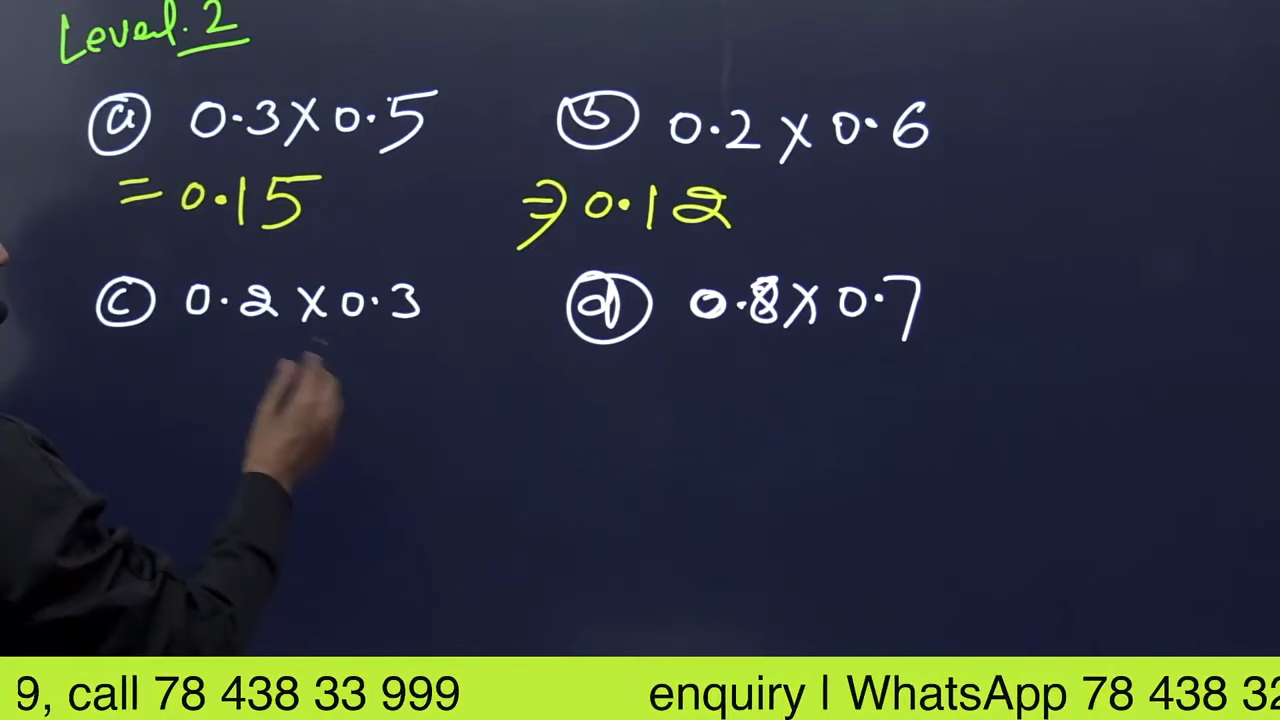 Level. 2
(a) 0.3 x 0.5
(b) 0.2 x 0.6
= 0.15
⇒ 0.12
(c) 0.2 x 0.3
(d) 0.8 x 0.7
9, call 78 438 33 999 enquiry | WhatsApp 78 438 32